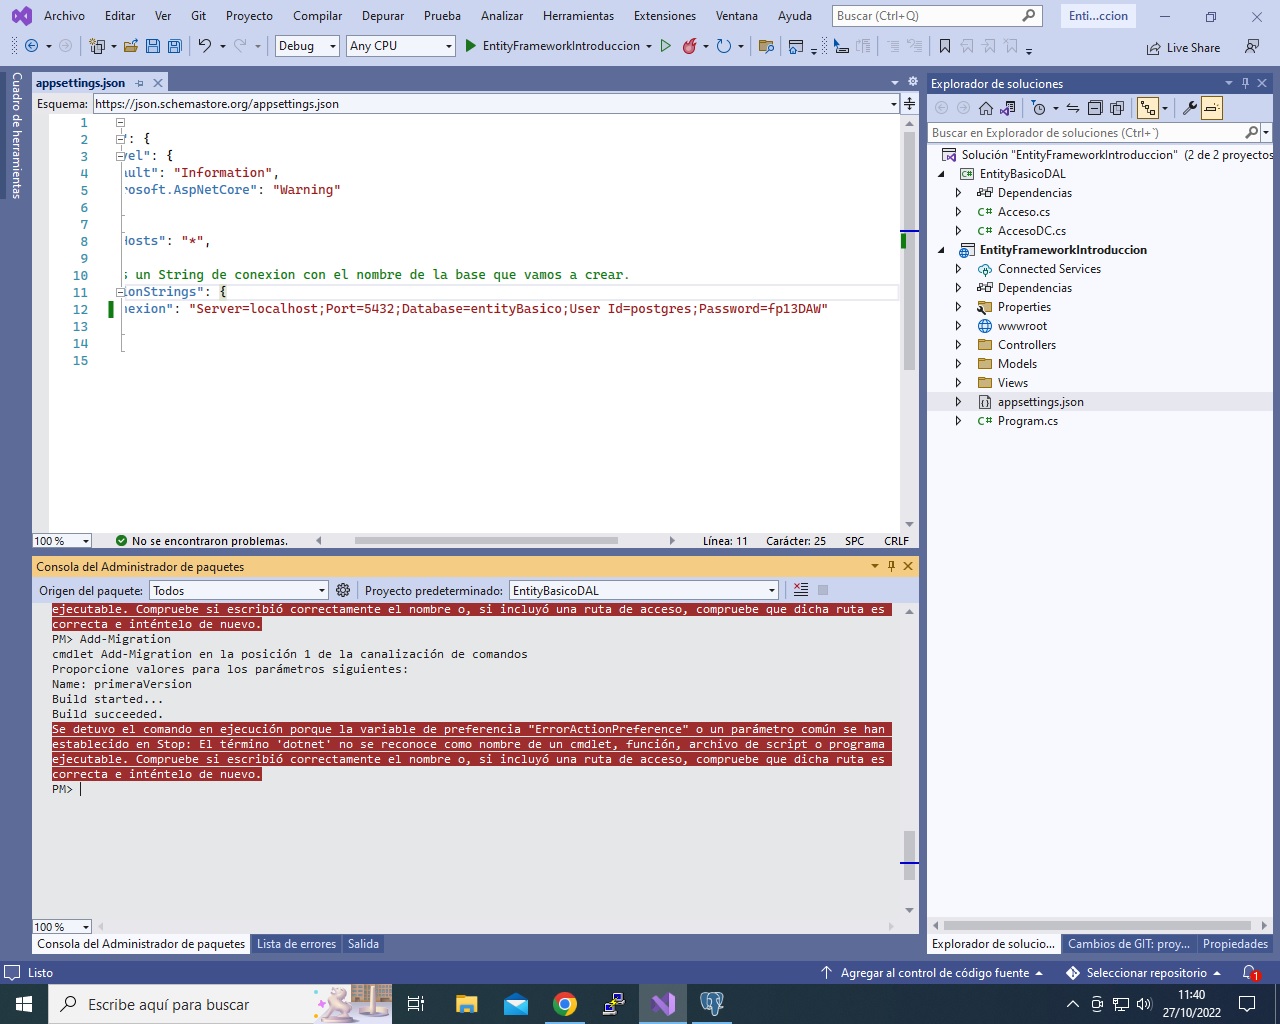 Archivo Editar Ver Git Proyecto Compilar Depurar Prueba Analizar Herramientas Extensiones Ventana Ayuda Buscar (Ctrl+Q) Enti...ccion
Debug Any CPU EntityFrameworkIntroduccion Live Share
Cuadro de herramientas
appsettings.json
Esquema: https://json.schemastore.org/appsettings.json
1
2 ": {
3 vel": {
4 ault": "Information",
5 rosoft.AspNetCore": "Warning"
6
7
8 Hosts": "*",
9
10 s un String de conexion con el nombre de la base que vamos a crear.
11 ionStrings": {
12 nexion": "Server=localhost;Port=5432;Database=entityBasico;User Id=postgres;Password=fp13DAW"
13
14
15
100 % No se encontraron problemas. Línea: 11 Carácter: 25 SPC CRLF
Consola del Administrador de paquetes
Origen del paquete: Todos Proyecto predeterminado: EntityBasicoDAL
ejecutable. Compruebe si escribió correctamente el nombre o, si incluyó una ruta de acceso, compruebe que dicha ruta es
correcta e inténtelo de nuevo.
PM> Add-Migration
cmdlet Add-Migration en la posición 1 de la canalización de comandos
Proporcione valores para los parámetros siguientes:
Name: primeraVersion
Build started...
Build succeeded.
Se detuvo el comando en ejecución porque la variable de preferencia "ErrorActionPreference" o un parámetro común se han
establecido en Stop: El término 'dotnet' no se reconoce como nombre de un cmdlet, función, archivo de script o programa
ejecutable. Compruebe si escribió correctamente el nombre o, si incluyó una ruta de acceso, compruebe que dicha ruta es
correcta e inténtelo de nuevo.
PM>
100 %
Consola del Administrador de paquetes Lista de errores Salida
Explorador de soluciones
Buscar en Explorador de soluciones (Ctrl+`)
Solución "EntityFrameworkIntroduccion" (2 de 2 proyectos
EntityBasicoDAL
Dependencias
C# Acceso.cs
C# AccesoDC.cs
EntityFrameworkIntroduccion
Connected Services
Dependencias
Properties
wwwroot
Controllers
Models
Views
appsettings.json
C# Program.cs
Explorador de solucio... Cambios de GIT: proy... Propiedades
Listo Agregar al control de código fuente Seleccionar repositorio 1
Escribe aquí para buscar
11:40
27/10/2022